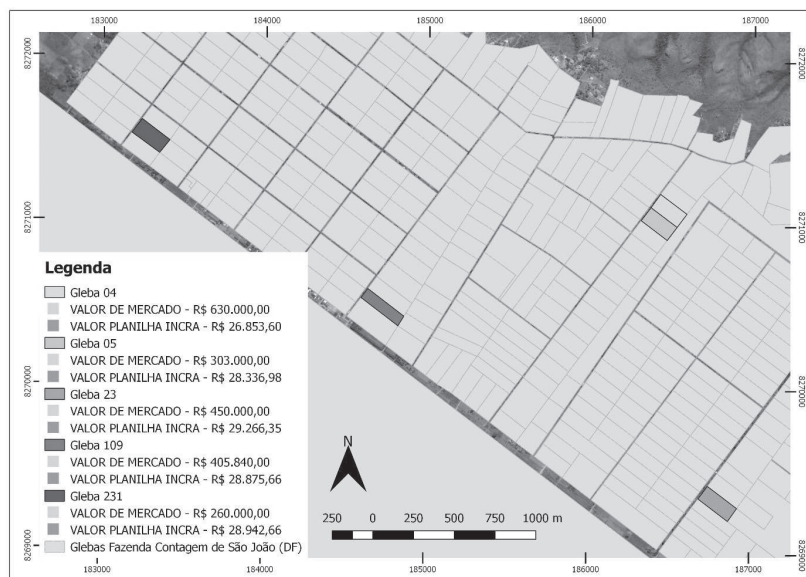 183000 184000 185000 186000 187000
8272000 8272000
8271000 8271000
Legenda
Gleba 04
VALOR DE MERCADO - R$ 630.000,00
VALOR PLANILHA INCRA - R$ 26.853,60
Gleba 05
VALOR DE MERCADO - R$ 303.000,00
VALOR PLANILHA INCRA - R$ 28.336,98
Gleba 23
VALOR DE MERCADO - R$ 450.000,00
VALOR PLANILHA INCRA - R$ 29.266,35
Gleba 109
VALOR DE MERCADO - R$ 405.840,00
VALOR PLANILHA INCRA - R$ 28.875,66
Gleba 231
VALOR DE MERCADO - R$ 260.000,00
VALOR PLANILHA INCRA - R$ 28.942,66
Glebas Fazenda Contagem de São João (DF)
8270000 8270000
N
250 0 250 500 750 1000 m
8269000 8269000
183000 184000 185000 186000 187000